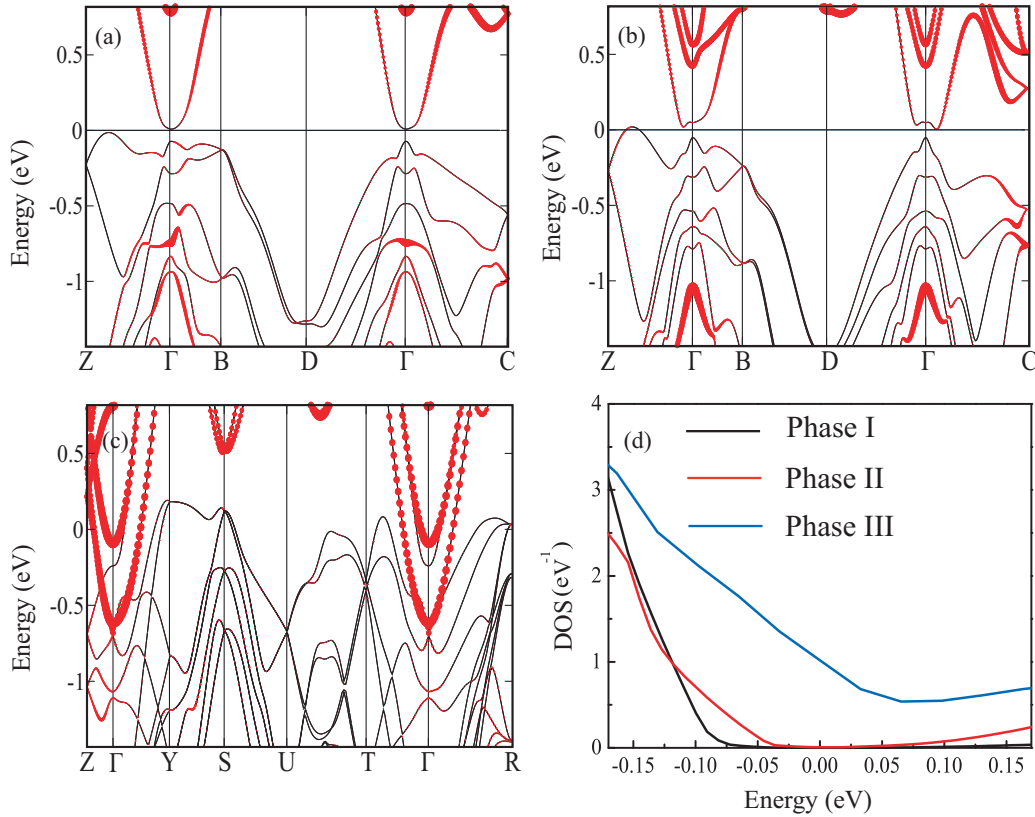 (a)
0.5
0
-0.5
-1
Energy (eV)
Z Γ B D Γ C
(b)
0.5
0
-0.5
-1
Energy (eV)
Z Γ B D Γ C
(c)
0.5
0
-0.5
-1
Energy (eV)
Z Γ Y S U T Γ R
(d)
Phase I
Phase II
Phase III
4
3
2
1
0
DOS (eV⁻¹)
-0.15 -0.10 -0.05 0.00 0.05 0.10 0.15
Energy (eV)